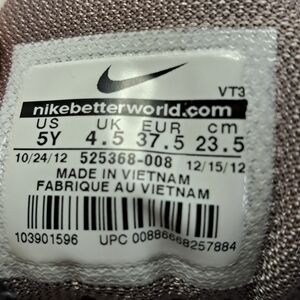 VT3
nikebetterworld.com
US UK EUR cm
5Y 4.5 37.5 23.5
10/24/12 525368-008 12/15/12
MADE IN VIETNAM
FABRIQUE AU VIETNAM
103901596 UPC 00886668257884